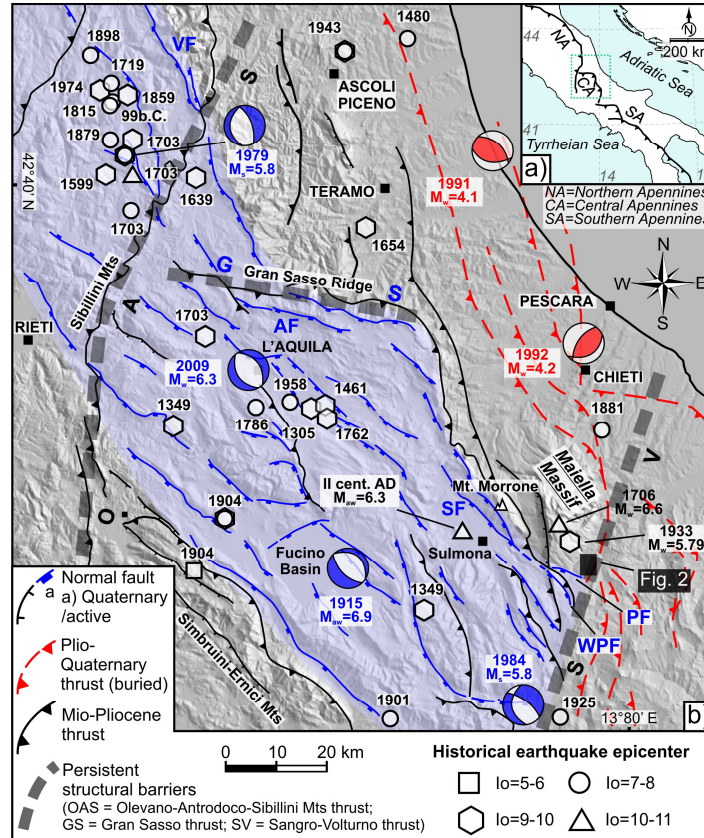 1898
1719
1974
1859
1815
99b.C.
1879
1703
1703
1599
1703
1639
VF
S
1943
1480
ASCOLI
PICENO
1979
Ms=5.8
TERAMO
1654
1991
Mw=4.1
44
41
14
NA
CA
SA
N
200 km
Adriatic Sea
Tyrrheian Sea
a)
NA=Northern Apennines
CA=Central Apennines
SA=Southern Apennines
42°40' N
Sibillini Mts
A
O
G
S
Gran Sasso Ridge
AF
RIETI
1703
L'AQUILA
2009
Mw=6.3
1958
1461
1349
1786
1305
1762
N
W
E
S
PESCARA
1992
Mw=4.2
CHIETI
1881
V
S
II cent. AD
Maw=6.3
Mt. Morrone
SF
Sulmona
Maiella
Massif
1706
Mw=6.6
1933
Mw=5.79
Fig. 2
PF
WPF
1904
1904
Fucino
Basin
1915
Maw=6.9
1349
1984
Ms=5.8
1901
1925
Simbruini-Ernici Mts
13°80' E
b)
a
Normal fault
a) Quaternary
/active
Plio-
Quaternary
thrust (buried)
Mio-Pliocene
thrust
Persistent
structural barriers
(OAS = Olevano-Antrodoco-Sibillini Mts thrust;
GS = Gran Sasso thrust; SV = Sangro-Volturno thrust)
0 10 20 km
Historical earthquake epicenter
Io=5-6
Io=7-8
Io=9-10
Io=10-11